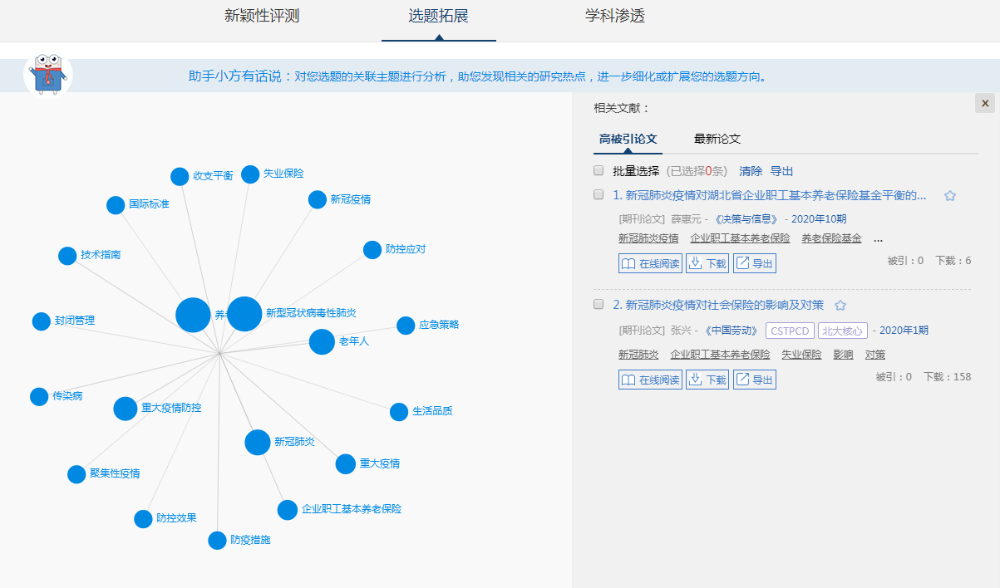 新颖性评测 选题拓展 学科渗透
助手小方有话说：对您选题的关联主题进行分析，助您发现相关的研究热点，进一步细化或扩展您的选题方向。
收支平衡
失业保险
国际标准
新冠疫情
技术指南
防控应对
封闭管理
养老
新型冠状病毒性肺炎
应急策略
老年人
传染病
重大疫情防控
生活品质
新冠肺炎
重大疫情
聚集性疫情
企业职工基本养老保险
防控效果
防疫措施
x
相关文献：
高被引论文 最新论文
批量选择 (已选择0条) 清除 导出
1. 新冠肺炎疫情对湖北省企业职工基本养老保险基金平衡的...
[期刊论文] 薛惠元 - 《决策与信息》 - 2020年10期
新冠肺炎疫情 企业职工基本养老保险 养老保险基金 ...
在线阅读 下载 导出 被引：0 下载：6
2. 新冠肺炎疫情对社会保险的影响及对策
[期刊论文] 张兴 - 《中国劳动》 CSTPCD 北大核心 - 2020年1期
新冠肺炎 企业职工基本养老保险 失业保险 影响 对策
在线阅读 下载 导出 被引：0 下载：158